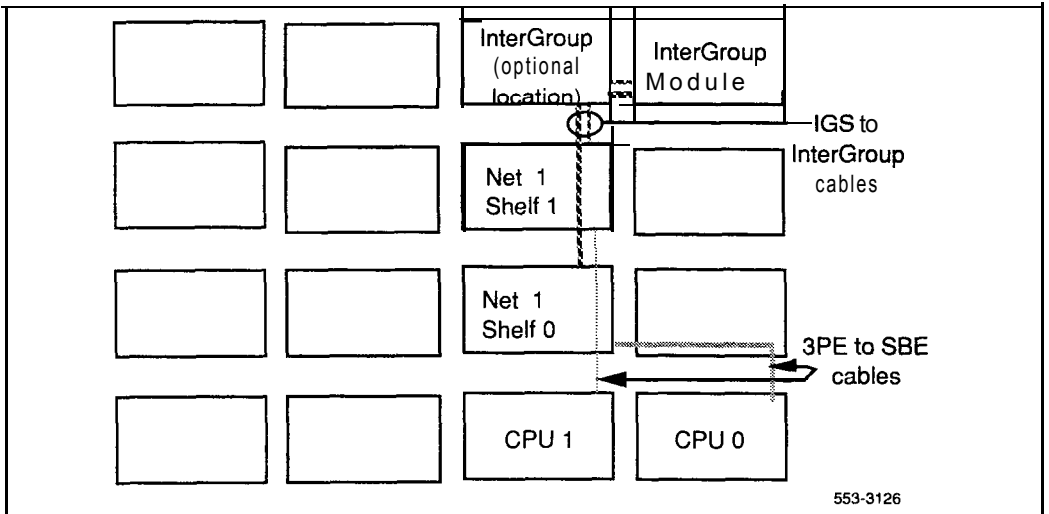 InterGroup
(optional
location)
InterGroup
Module
IGS to
InterGroup
cables
Net 1
Shelf 1
Net 1
Shelf 0
3PE to SBE
cables
CPU 1
CPU 0
553-3126